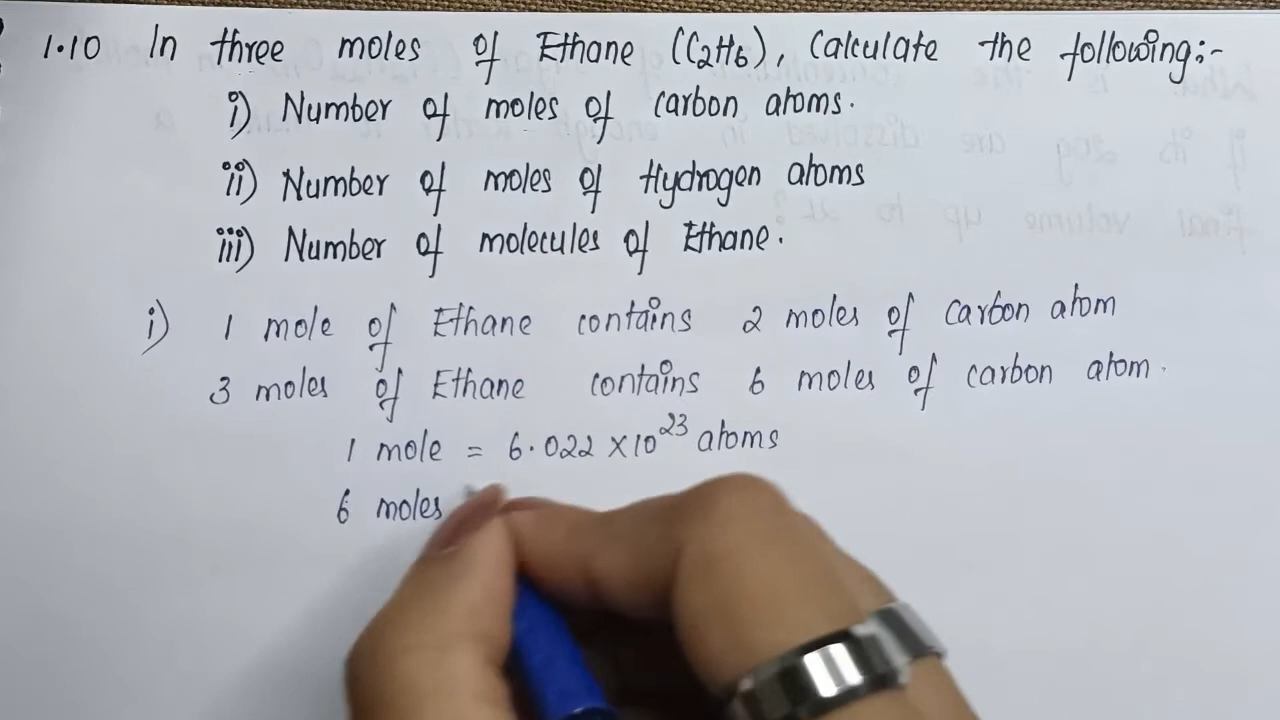 1.10 In three moles of Ethane (C2H6), Calculate the following:-
i) Number of moles of carbon atoms.
ii) Number of moles of Hydrogen atoms
iii) Number of molecules of Ethane.
i) 1 mole of Ethane contains 2 moles of carbon atom
3 moles of Ethane contains 6 moles of carbon atom.
1 mole = 6.022 × 10^23 atoms
6 moles